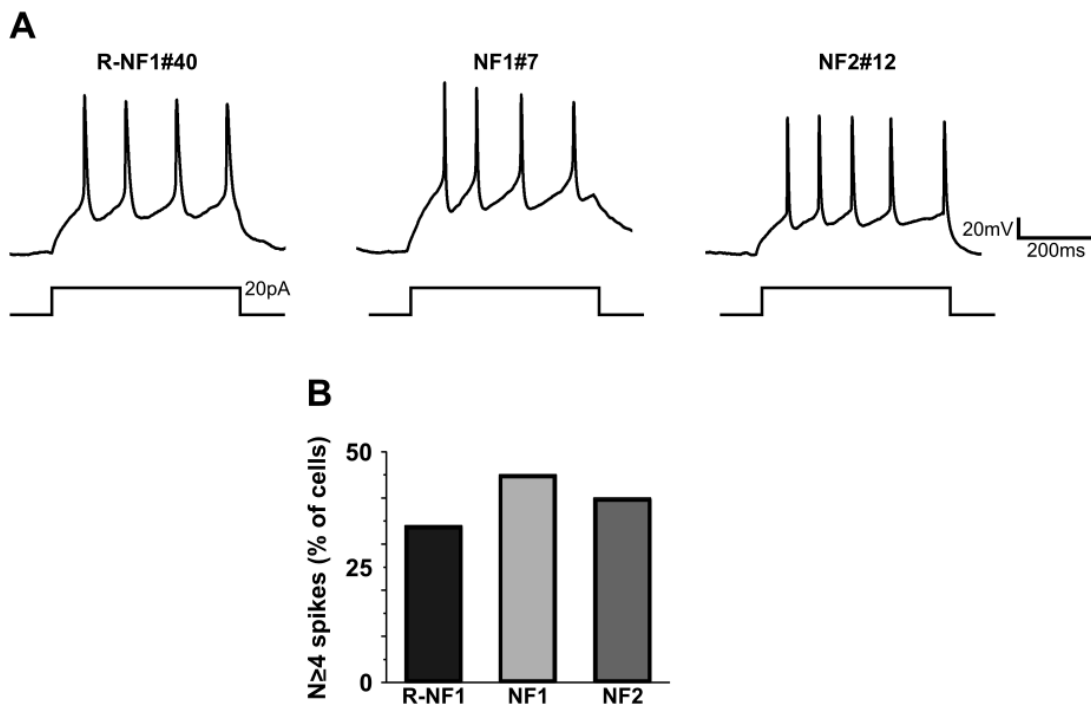 A
R-NF1#40
NF1#7
NF2#12
20mV
200ms
20pA
B
N≥4 spikes (% of cells)
50
25
0
R-NF1
NF1
NF2